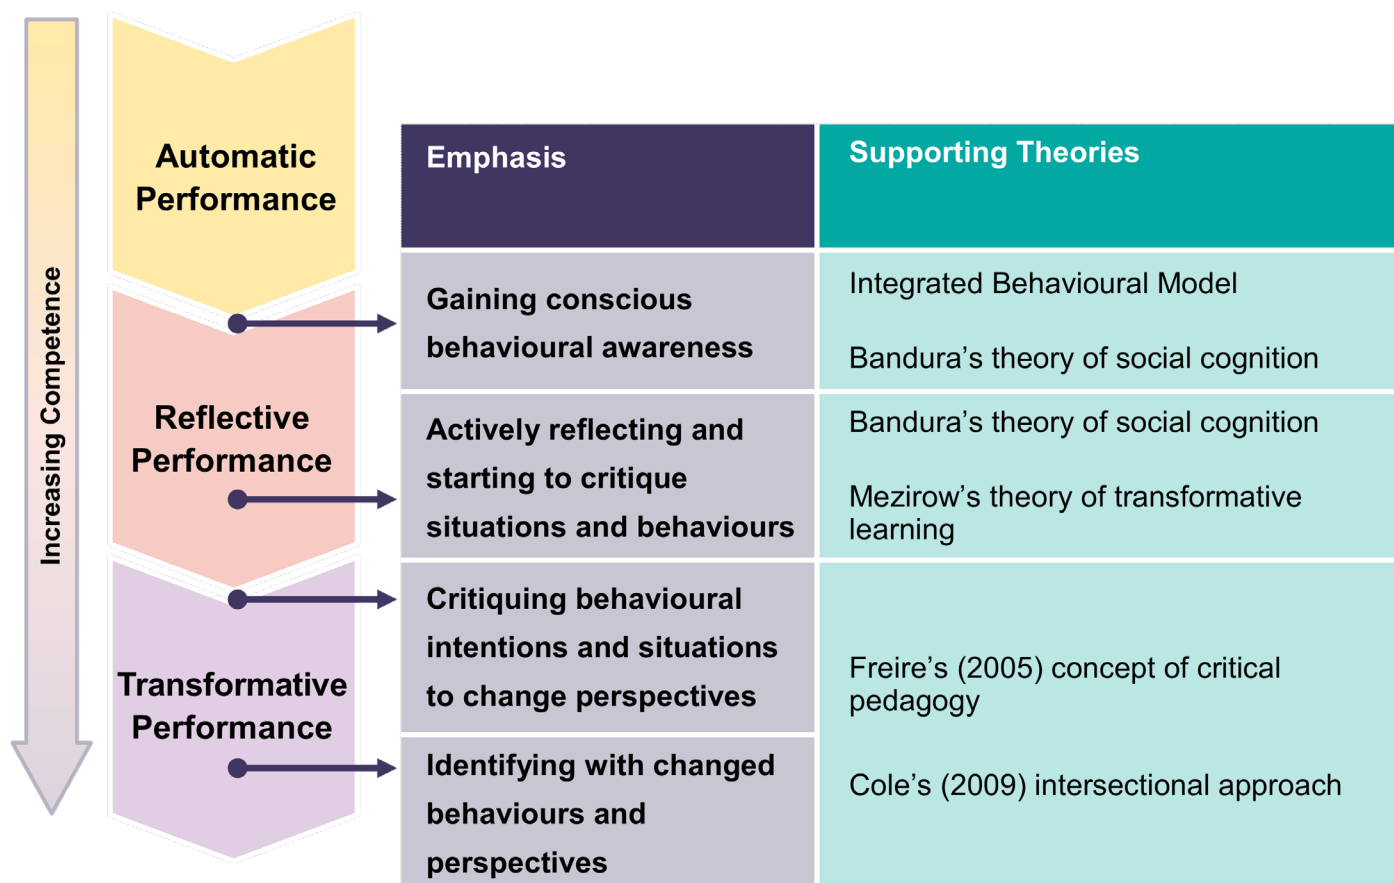 Increasing Competence
Automatic
Performance
Reflective
Performance
Transformative
Performance
Emphasis
Supporting Theories
Gaining conscious
behavioural awareness
Integrated Behavioural Model
Bandura’s theory of social cognition
Actively reflecting and
starting to critique
situations and behaviours
Bandura’s theory of social cognition
Mezirow’s theory of transformative
learning
Critiquing behavioural
intentions and situations
to change perspectives
Identifying with changed
behaviours and
perspectives
Freire’s (2005) concept of critical
pedagogy
Cole’s (2009) intersectional approach